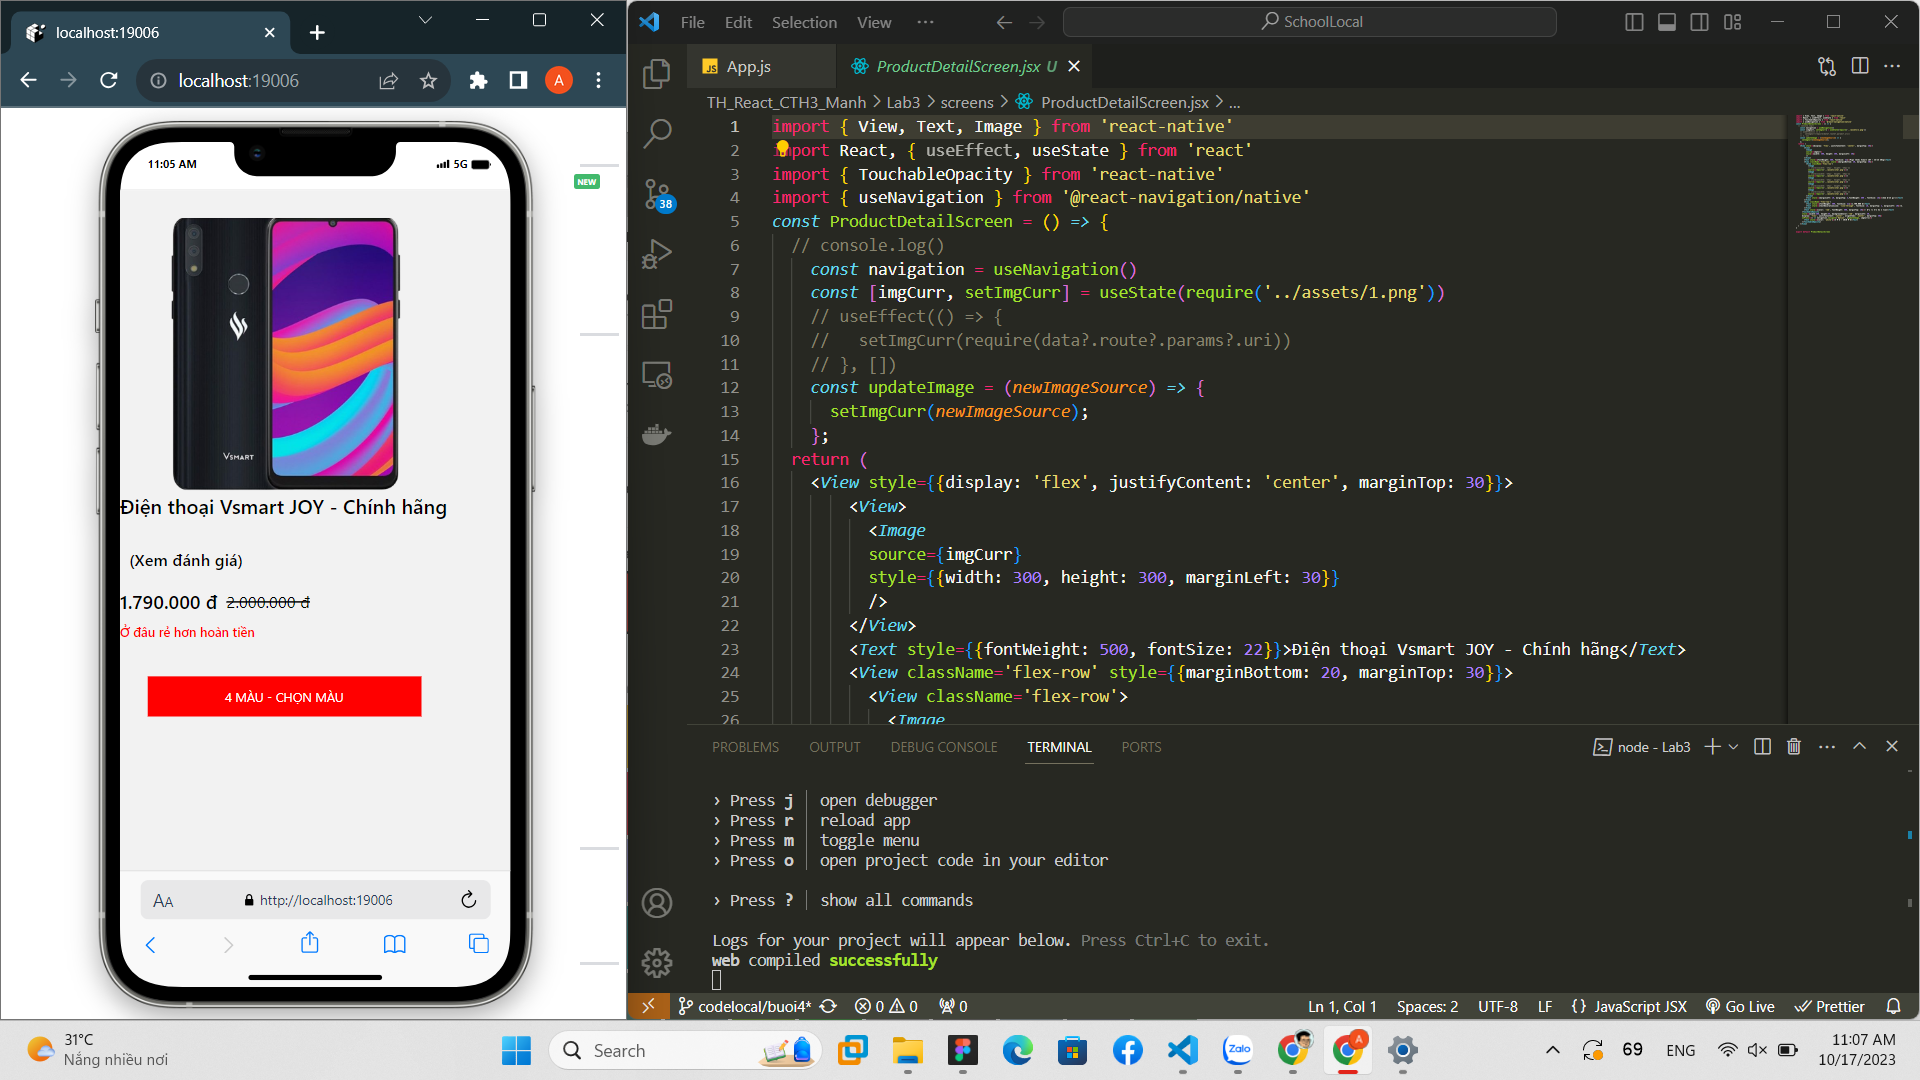 localhost:19006
localhost:19006
A
11:05 AM
5G
NEW
VSMART
Điện thoại Vsmart JOY - Chính hãng
(Xem đánh giá)
1.790.000 đ 2.000.000 đ
Ở đâu rẻ hơn hoàn tiền
4 MÀU - CHỌN MÀU
AA
http://localhost:19006
File Edit Selection View ···
SchoolLocal
JS App.js
ProductDetailScreen.jsx U
TH_React_CTH3_Manh > Lab3 > screens > ProductDetailScreen.jsx > ...
38
1 import { View, Text, Image } from 'react-native'
2 import React, { useEffect, useState } from 'react'
3 import { TouchableOpacity } from 'react-native'
4 import { useNavigation } from '@react-navigation/native'
5 const ProductDetailScreen = () => {
6 // console.log()
7 const navigation = useNavigation()
8 const [imgCurr, setImgCurr] = useState(require('../assets/1.png'))
9 // useEffect(() => {
10 //   setImgCurr(require(data?.route?.params?.uri))
11 // }, [])
12 const updateImage = (newImageSource) => {
13 setImgCurr(newImageSource);
14 };
15 return (
16 <View style={{display: 'flex', justifyContent: 'center', marginTop: 30}}>
17 <View>
18 <Image
19 source={imgCurr}
20 style={{width: 300, height: 300, marginLeft: 30}}
21 />
22 </View>
23 <Text style={{fontWeight: 500, fontSize: 22}}>Điện thoại Vsmart JOY - Chính hãng</Text>
24 <View className='flex-row' style={{marginBottom: 20, marginTop: 30}}>
25 <View className='flex-row'>
26 <Image
PROBLEMS OUTPUT DEBUG CONSOLE TERMINAL PORTS
node - Lab3
› Press j │ open debugger
› Press r │ reload app
› Press m │ toggle menu
› Press o │ open project code in your editor
› Press ? │ show all commands
Logs for your project will appear below. Press Ctrl+C to exit.
web compiled successfully
codelocal/buoi4* 0 0 0
Ln 1, Col 1 Spaces: 2 UTF-8 LF {} JavaScript JSX Go Live Prettier
31°C
Nắng nhiều nơi
Search
Zalo
A
69 ENG
11:07 AM
10/17/2023